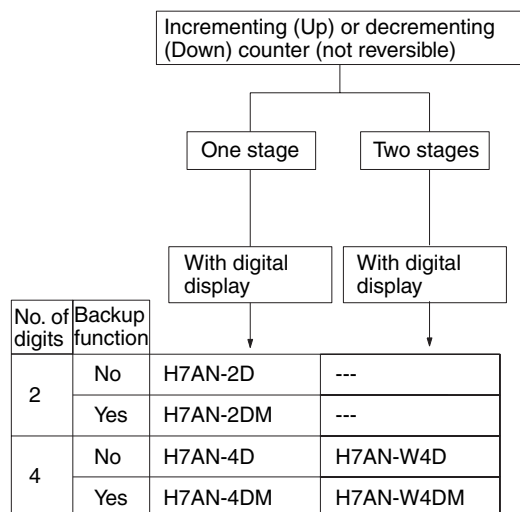 Incrementing (Up) or decrementing
(Down) counter (not reversible)
One stage
Two stages
With digital
display
With digital
display
No. of
digits
Backup
function
2
No
H7AN-2D
---
Yes
H7AN-2DM
---
4
No
H7AN-4D
H7AN-W4D
Yes
H7AN-4DM
H7AN-W4DM